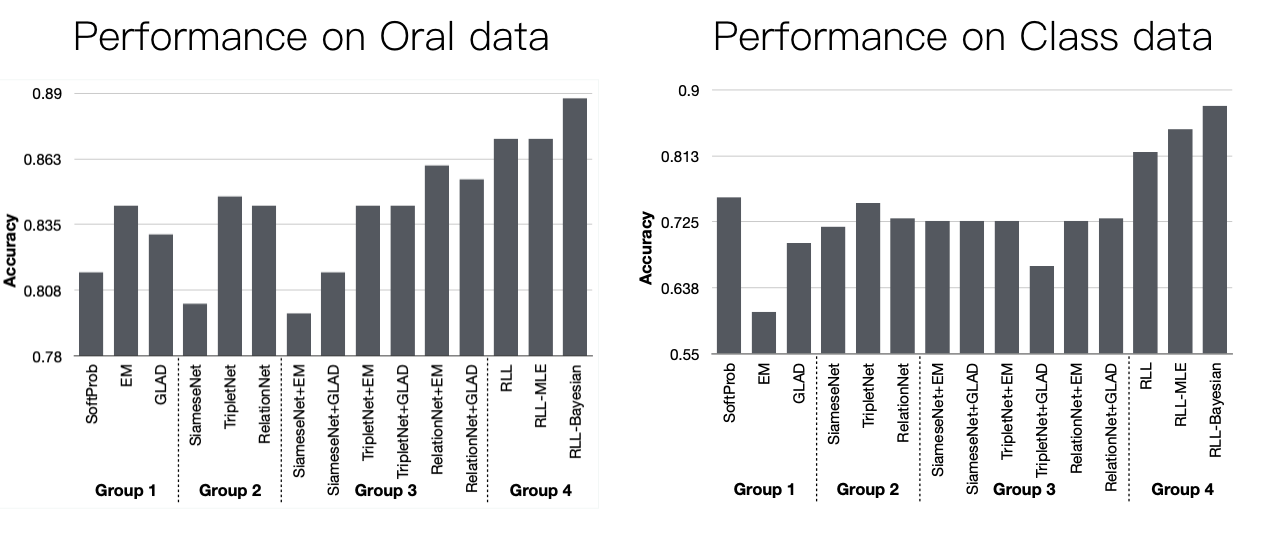 Performance on Oral data
0.89
0.863
0.835
0.808
0.78
Accuracy
SoftProb
EM
GLAD
SiameseNet
TripletNet
RelationNet
SiameseNet+EM
SiameseNet+GLAD
TripletNet+EM
TripletNet+GLAD
RelationNet+EM
RelationNet+GLAD
RLL
RLL-MLE
RLL-Bayesian
Group 1
Group 2
Group 3
Group 4
Performance on Class data
0.9
0.813
0.725
0.638
0.55
Accuracy
SoftProb
EM
GLAD
SiameseNet
TripletNet
RelationNet
SiameseNet+EM
SiameseNet+GLAD
TripletNet+EM
TripletNet+GLAD
RelationNet+EM
RelationNet+GLAD
RLL
RLL-MLE
RLL-Bayesian
Group 1
Group 2
Group 3
Group 4